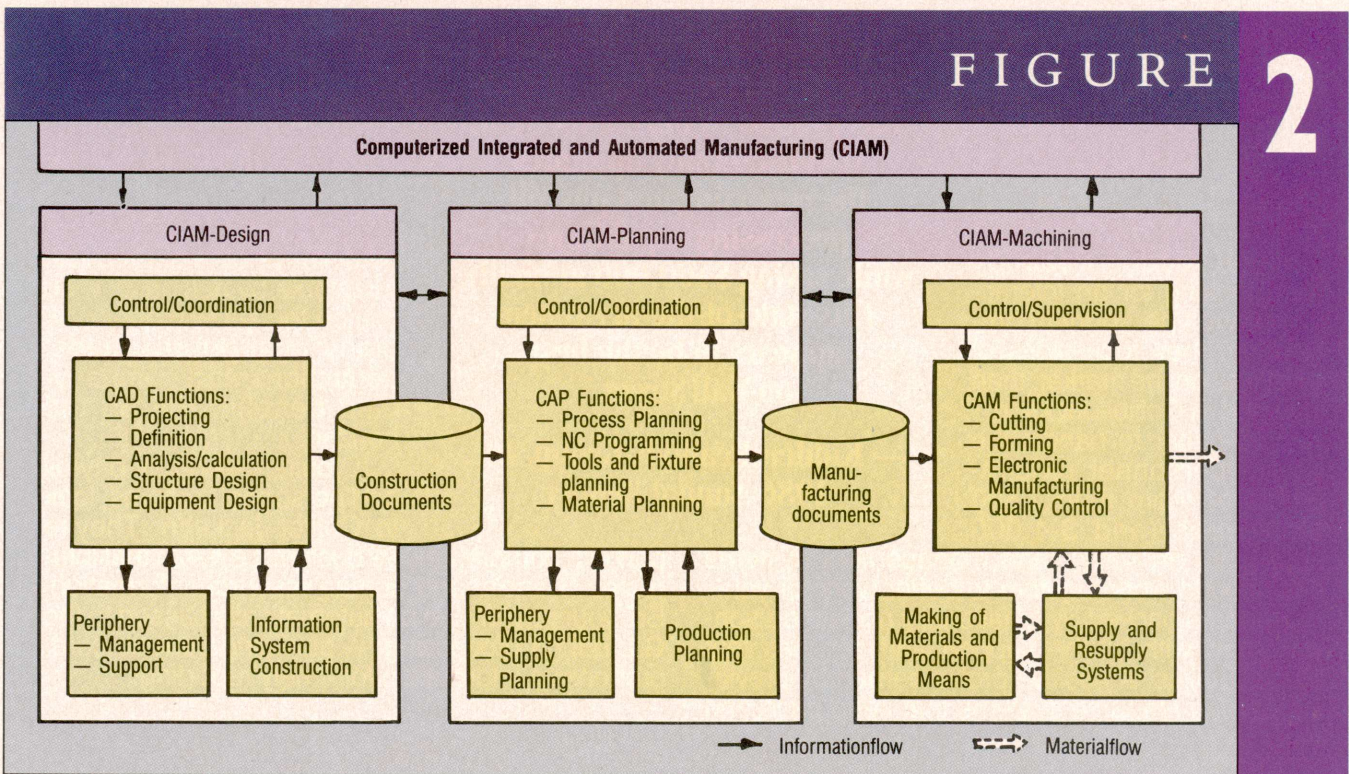 FIGURE 2
Computerized Integrated and Automated Manufacturing (CIAM)
CIAM-Design
Control/Coordination
CAD Functions:
— Projecting
— Definition
— Analysis/calculation
— Structure Design
— Equipment Design
Construction
Documents
Periphery
— Management
— Support
Information
System
Construction
CIAM-Planning
Control/Coordination
CAP Functions:
— Process Planning
— NC Programming
— Tools and Fixture
planning
— Material Planning
Manu-
facturing
documents
Periphery
— Management
— Supply
Planning
Production
Planning
CIAM-Machining
Control/Supervision
CAM Functions:
— Cutting
— Forming
— Electronic
Manufacturing
— Quality Control
Making of
Materials and
Production
Means
Supply and
Resupply
Systems
Informationflow
Materialflow